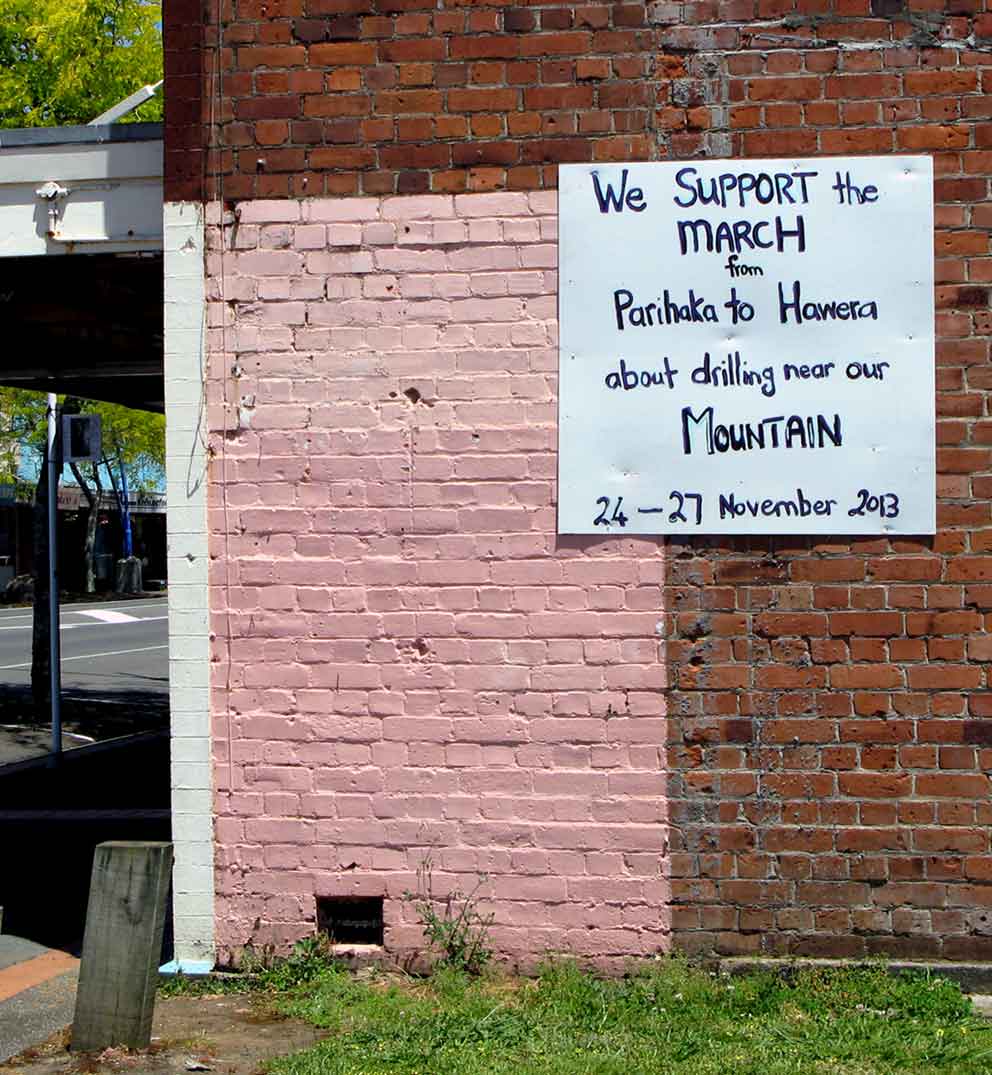 We SUPPORT the
MARCH
from
Parihaka to Hawera
about drilling near our
MOUNTAIN
24 – 27 November 2013